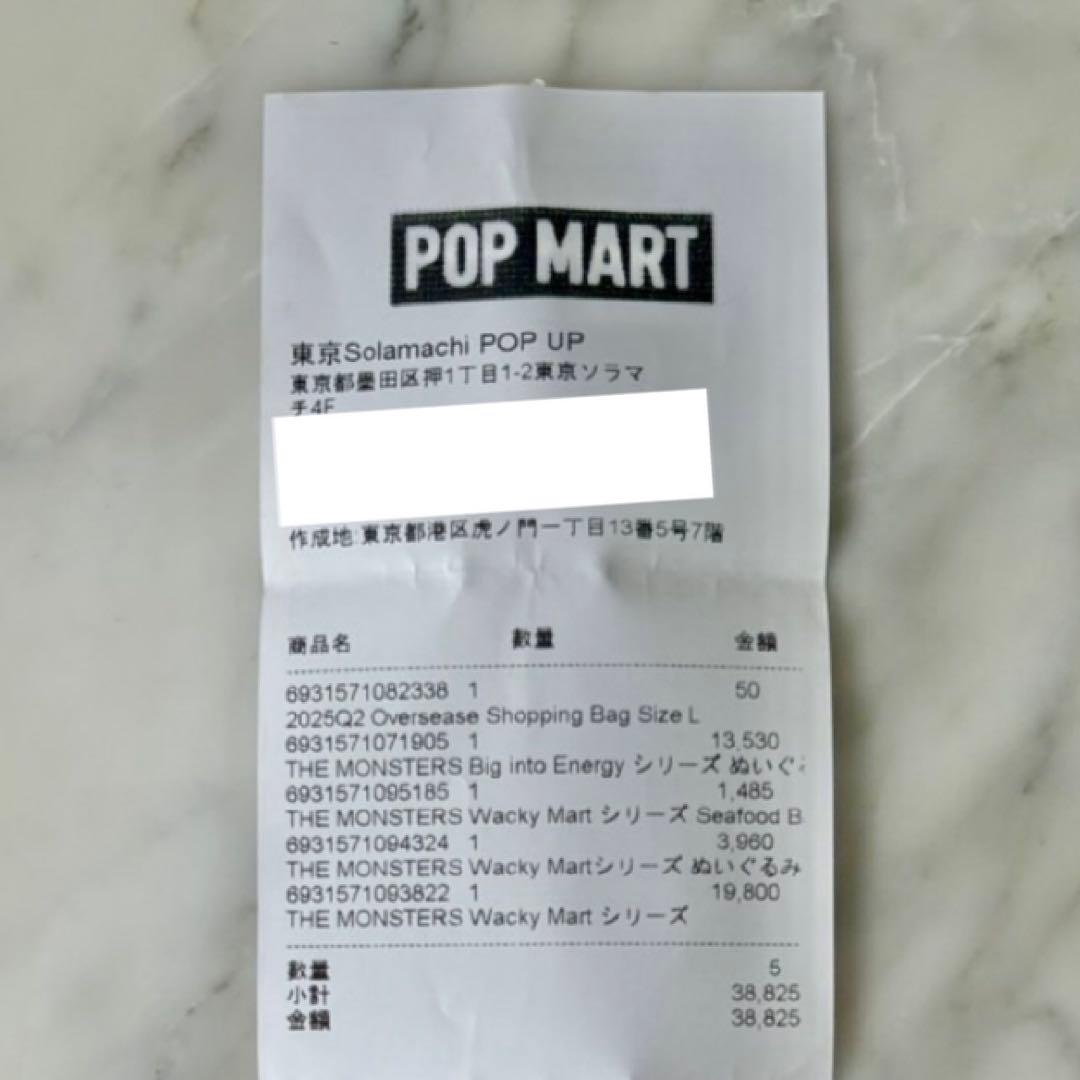 POP MART
東京Solamachi POP UP
東京都墨田区押1丁目1-2東京ソラマ
チ4F
作成地:東京都港区虎ノ門一丁目13番5号7階
商品名 数量 金額
6931571082338 1 50
2025Q2 Oversease Shopping Bag Size L
6931571071905 1 13,530
THE MONSTERS Big into Energy シリーズ ぬいぐ
6931571095185 1 1,485
THE MONSTERS Wacky Mart シリーズ Seafood B
6931571094324 1 3,960
THE MONSTERS Wacky Martシリーズ ぬいぐるみ
6931571093822 1 19,800
THE MONSTERS Wacky Mart シリーズ
数量 5
小計 38,825
金額 38,825